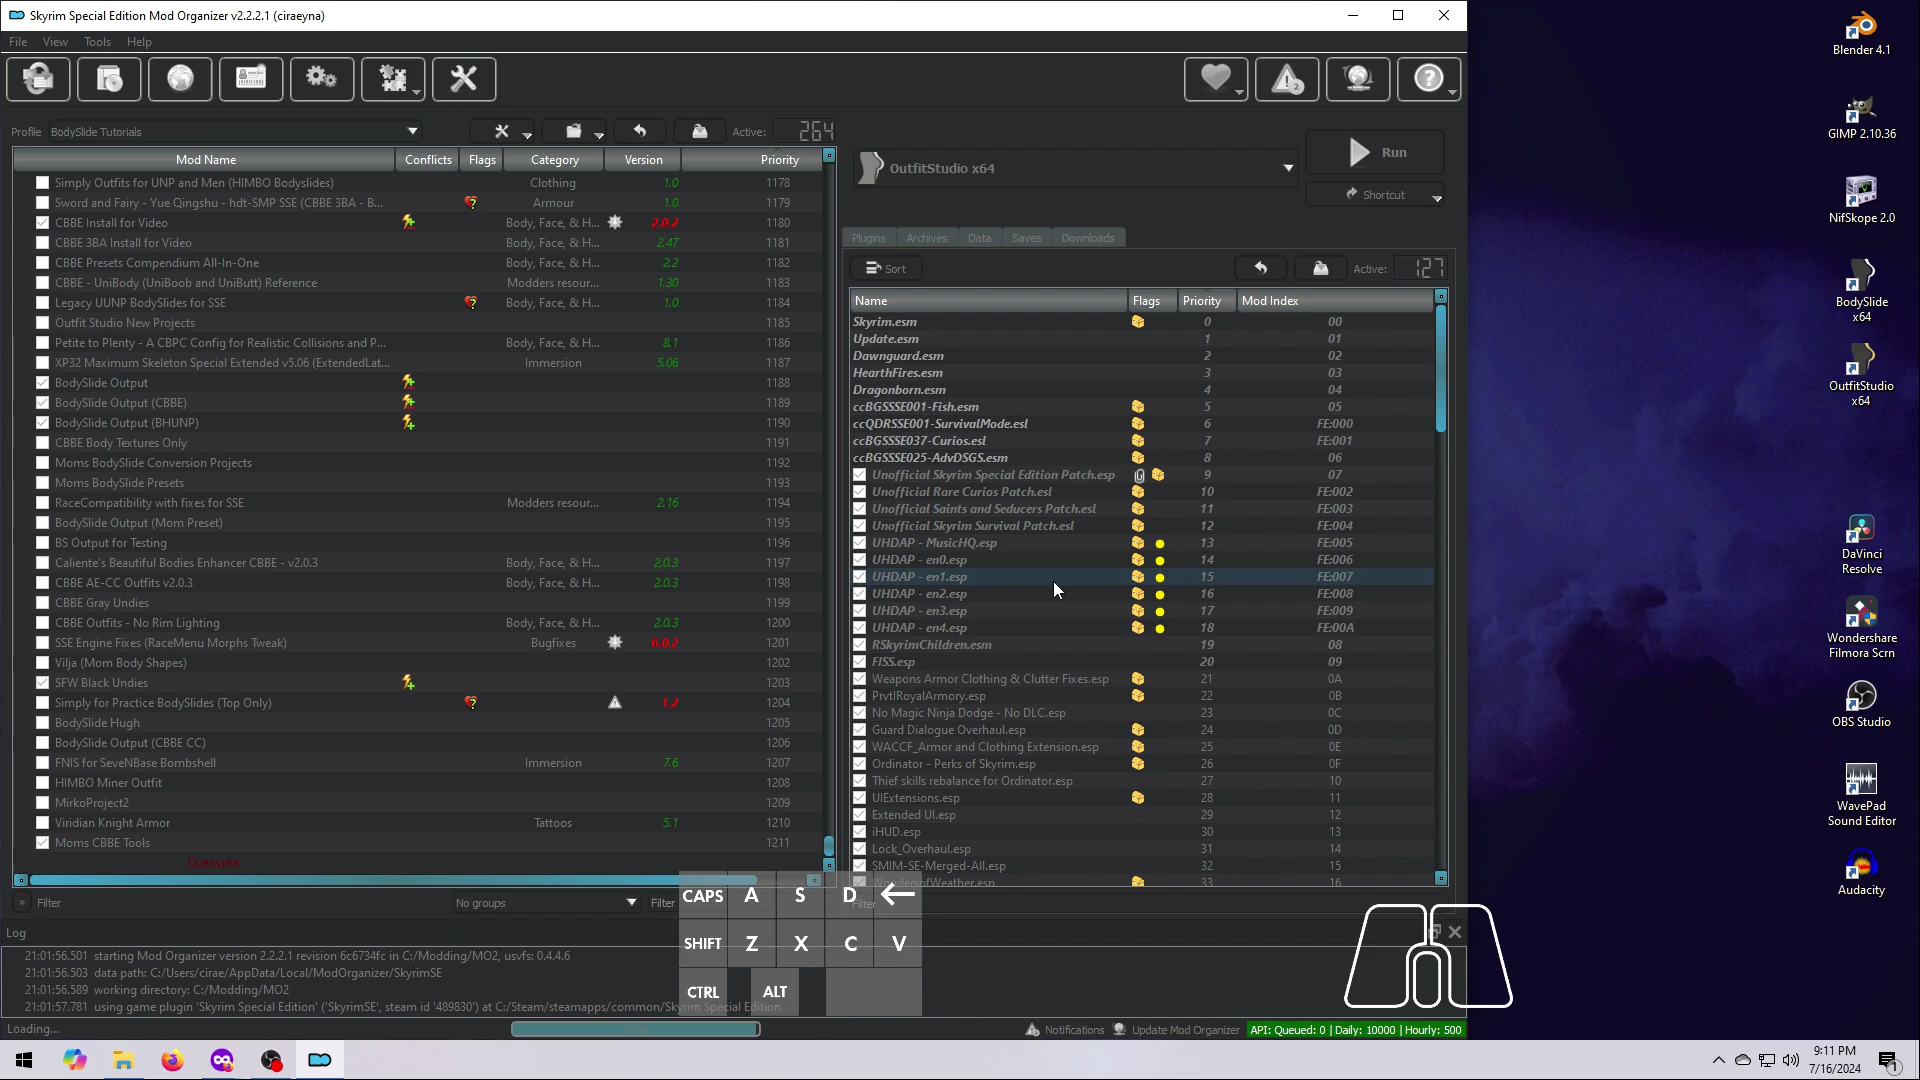 Skyrim Special Edition Mod Organizer v2.2.2.1 (ciraeyna)
File View Tools Help
Profile BodySlide Tutorials Active: 264
Mod Name Conflicts Flags Category Version Priority
Simply Outfits for UNP and Men (HIMBO Bodyslides) Clothing 1.0 1178
Sword and Fairy - Yue Qingshu - hdt-SMP SSE (CBBE 3BA - B... Armour 1.0 1179
CBBE Install for Video Body, Face, & H... 2.0.2 1180
CBBE 3BA Install for Video Body, Face, & H... 2.47 1181
CBBE Presets Compendium All-In-One Body, Face, & H... 2.2 1182
CBBE - UniBody (UniBoob and UniButt) Reference Modders resour... 1.30 1183
Legacy UUNP BodySlides for SSE Body, Face, & H... 1.0 1184
Outfit Studio New Projects 1185
Petite to Plenty - A CBPC Config for Realistic Collisions and P... Body, Face, & H... 8.1 1186
XP32 Maximum Skeleton Special Extended v5.06 (ExtendedLat... Immersion 5.06 1187
BodySlide Output 1188
BodySlide Output (CBBE) 1189
BodySlide Output (BHUNP) 1190
CBBE Body Textures Only 1191
Moms BodySlide Conversion Projects 1192
Moms BodySlide Presets 1193
RaceCompatibility with fixes for SSE Modders resour... 2.16 1194
BodySlide Output (Mom Preset) 1195
BS Output for Testing 1196
Caliente's Beautiful Bodies Enhancer CBBE - v2.0.3 Body, Face, & H... 2.0.3 1197
CBBE AE-CC Outfits v2.0.3 Body, Face, & H... 2.0.3 1198
CBBE Gray Undies 1199
CBBE Outfits - No Rim Lighting Body, Face, & H... 2.0.3 1200
SSE Engine Fixes (RaceMenu Morphs Tweak) Bugfixes 6.0.2 1201
Vilja (Mom Body Shapes) 1202
SFW Black Undies 1203
Simply for Practice BodySlides (Top Only) 1.2 1204
BodySlide Hugh 1205
BodySlide Output (CBBE CC) 1206
FNIS for SeveNBase Bombshell Immersion 7.6 1207
HIMBO Miner Outfit 1208
MirkoProject2 1209
Viridian Knight Armor Tattoos 5.1 1210
Moms CBBE Tools 1211
Overwrite
» Filter No groups Filter
OutfitStudio x64
Run
Shortcut
Plugins Archives Data Saves Downloads
Sort Active: 127
Name Flags Priority Mod Index
Skyrim.esm 0 00
Update.esm 1 01
Dawnguard.esm 2 02
HearthFires.esm 3 03
Dragonborn.esm 4 04
ccBGSSSE001-Fish.esm 5 05
ccQDRSSE001-SurvivalMode.esl 6 FE:000
ccBGSSSE037-Curios.esl 7 FE:001
ccBGSSSE025-AdvDSGS.esm 8 06
Unofficial Skyrim Special Edition Patch.esp 9 07
Unofficial Rare Curios Patch.esl 10 FE:002
Unofficial Saints and Seducers Patch.esl 11 FE:003
Unofficial Skyrim Survival Patch.esl 12 FE:004
UHDAP - MusicHQ.esp 13 FE:005
UHDAP - en0.esp 14 FE:006
UHDAP - en1.esp 15 FE:007
UHDAP - en2.esp 16 FE:008
UHDAP - en3.esp 17 FE:009
UHDAP - en4.esp 18 FE:00A
RSkyrimChildren.esm 19 08
FISS.esp 20 09
Weapons Armor Clothing & Clutter Fixes.esp 21 0A
PrvtlRoyalArmory.esp 22 0B
No Magic Ninja Dodge - No DLC.esp 23 0C
Guard Dialogue Overhaul.esp 24 0D
WACCF_Armor and Clothing Extension.esp 25 0E
Ordinator - Perks of Skyrim.esp 26 0F
Thief skills rebalance for Ordinator.esp 27 10
UIExtensions.esp 28 11
Extended UI.esp 29 12
iHUD.esp 30 13
Lock_Overhaul.esp 31 14
SMIM-SE-Merged-All.esp 32 15
WondersofWeather.esp 33 16
Filter
CAPS A S D ←
SHIFT Z X C V
CTRL ALT
Log
21:01:56.501 starting Mod Organizer version 2.2.2.1 revision 6c6734fc in C:/Modding/MO2, usvfs: 0.4.4.6
21:01:56.503 data path: C:/Users/cirae/AppData/Local/ModOrganizer/SkyrimSE
21:01:56.589 working directory: C:/Modding/MO2
21:01:57.781 using game plugin 'Skyrim Special Edition' ('SkyrimSE', steam id '489830') at C:/Steam/steamapps/common/Skyrim Special Edition
Loading... Notifications Update Mod Organizer API: Queued: 0 | Daily: 10000 | Hourly: 500
Blender 4.1
GIMP 2.10.36
NifSkope 2.0
BodySlide
x64
OutfitStudio
x64
DaVinci
Resolve
Wondershare
Filmora Scrn
OBS Studio
WavePad
Sound Editor
Audacity
9:11 PM
7/16/2024
1